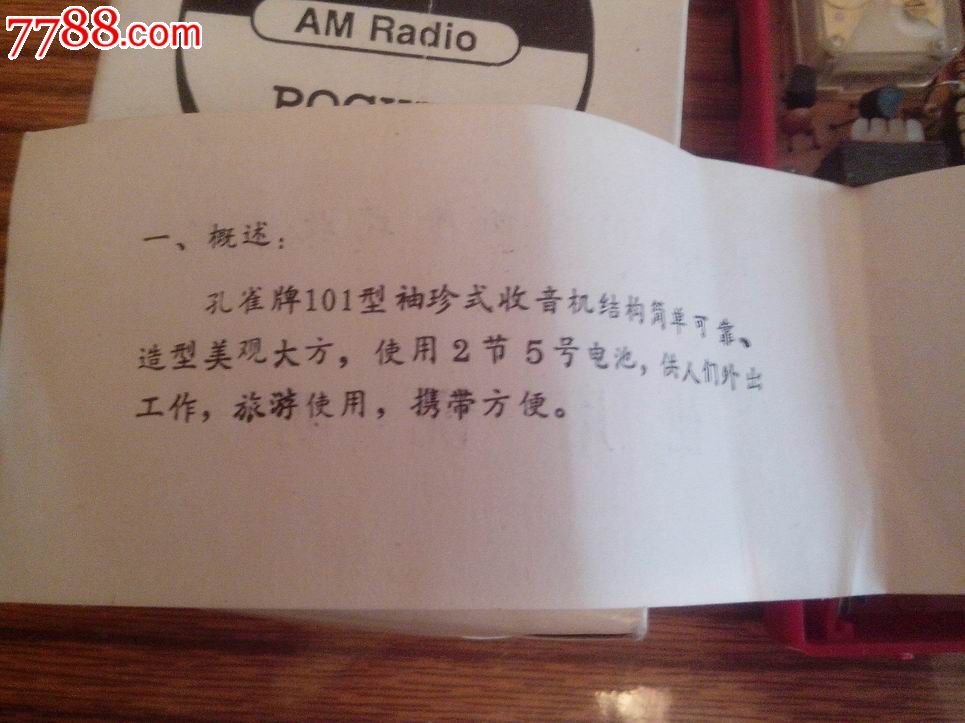 7788.com
AM Radio
一、概述：
孔雀牌101型袖珍式收音机结构简单可靠、
造型美观大方，使用2节5号电池，供人们外出
工作，旅游使用，携带方便。